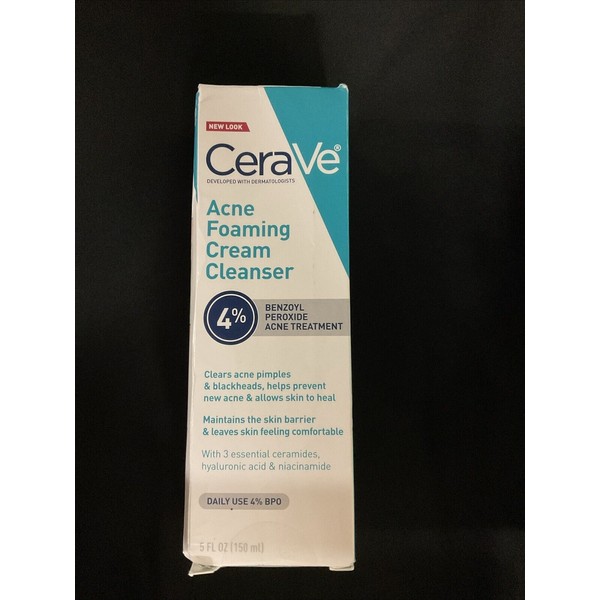 NEW LOOK
CeraVe®
DEVELOPED WITH DERMATOLOGISTS
Acne
Foaming
Cream
Cleanser
4%
BENZOYL
PEROXIDE
ACNE TREATMENT
Clears acne pimples
& blackheads, helps prevent
new acne & allows skin to heal
Maintains the skin barrier
& leaves skin feeling comfortable
With 3 essential ceramides,
hyaluronic acid & niacinamide
DAILY USE 4% BPO
5 FL OZ (150 ml)